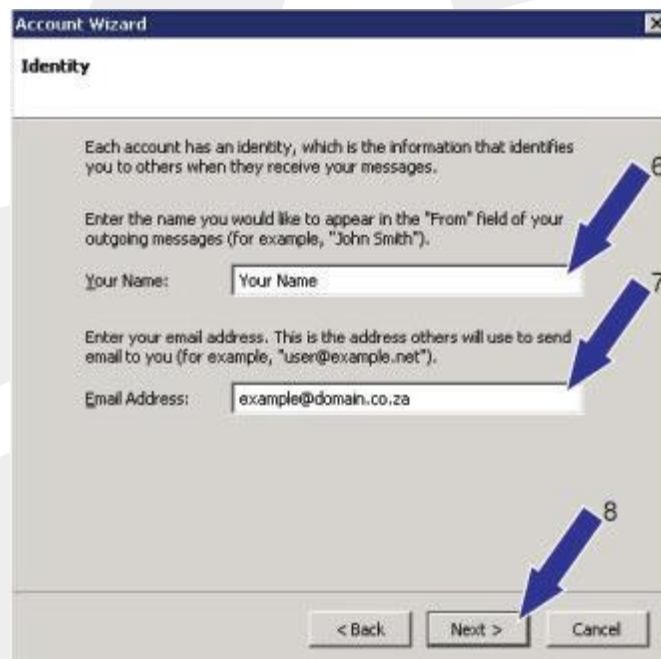 Account Wizard
Identity
Each account has an identity, which is the information that identifies
you to others when they receive your messages.
6
Enter the name you would like to appear in the "From" field of your
outgoing messages (for example, "John Smith").
Your Name: Your Name
7
Enter your email address. This is the address others will use to send
email to you (for example, "user@example.net").
Email Address: example@domain.co.za
8
< Back Next > Cancel